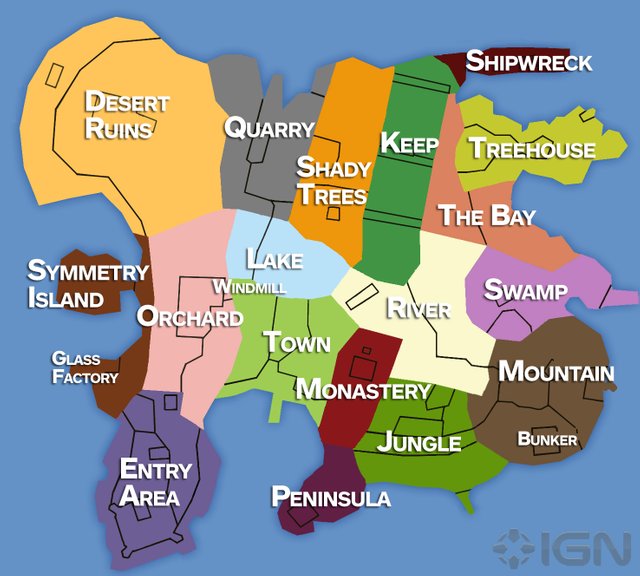 SHIPWRECK
DESERT
RUINS
QUARRY
SHADY
TREES
KEEP
TREEHOUSE
THE BAY
SYMMETRY
ISLAND
LAKE
WINDMILL
ORCHARD
RIVER
SWAMP
GLASS
FACTORY
TOWN
MONASTERY
MOUNTAIN
JUNGLE
BUNKER
ENTRY
AREA
PENINSULA
IGN